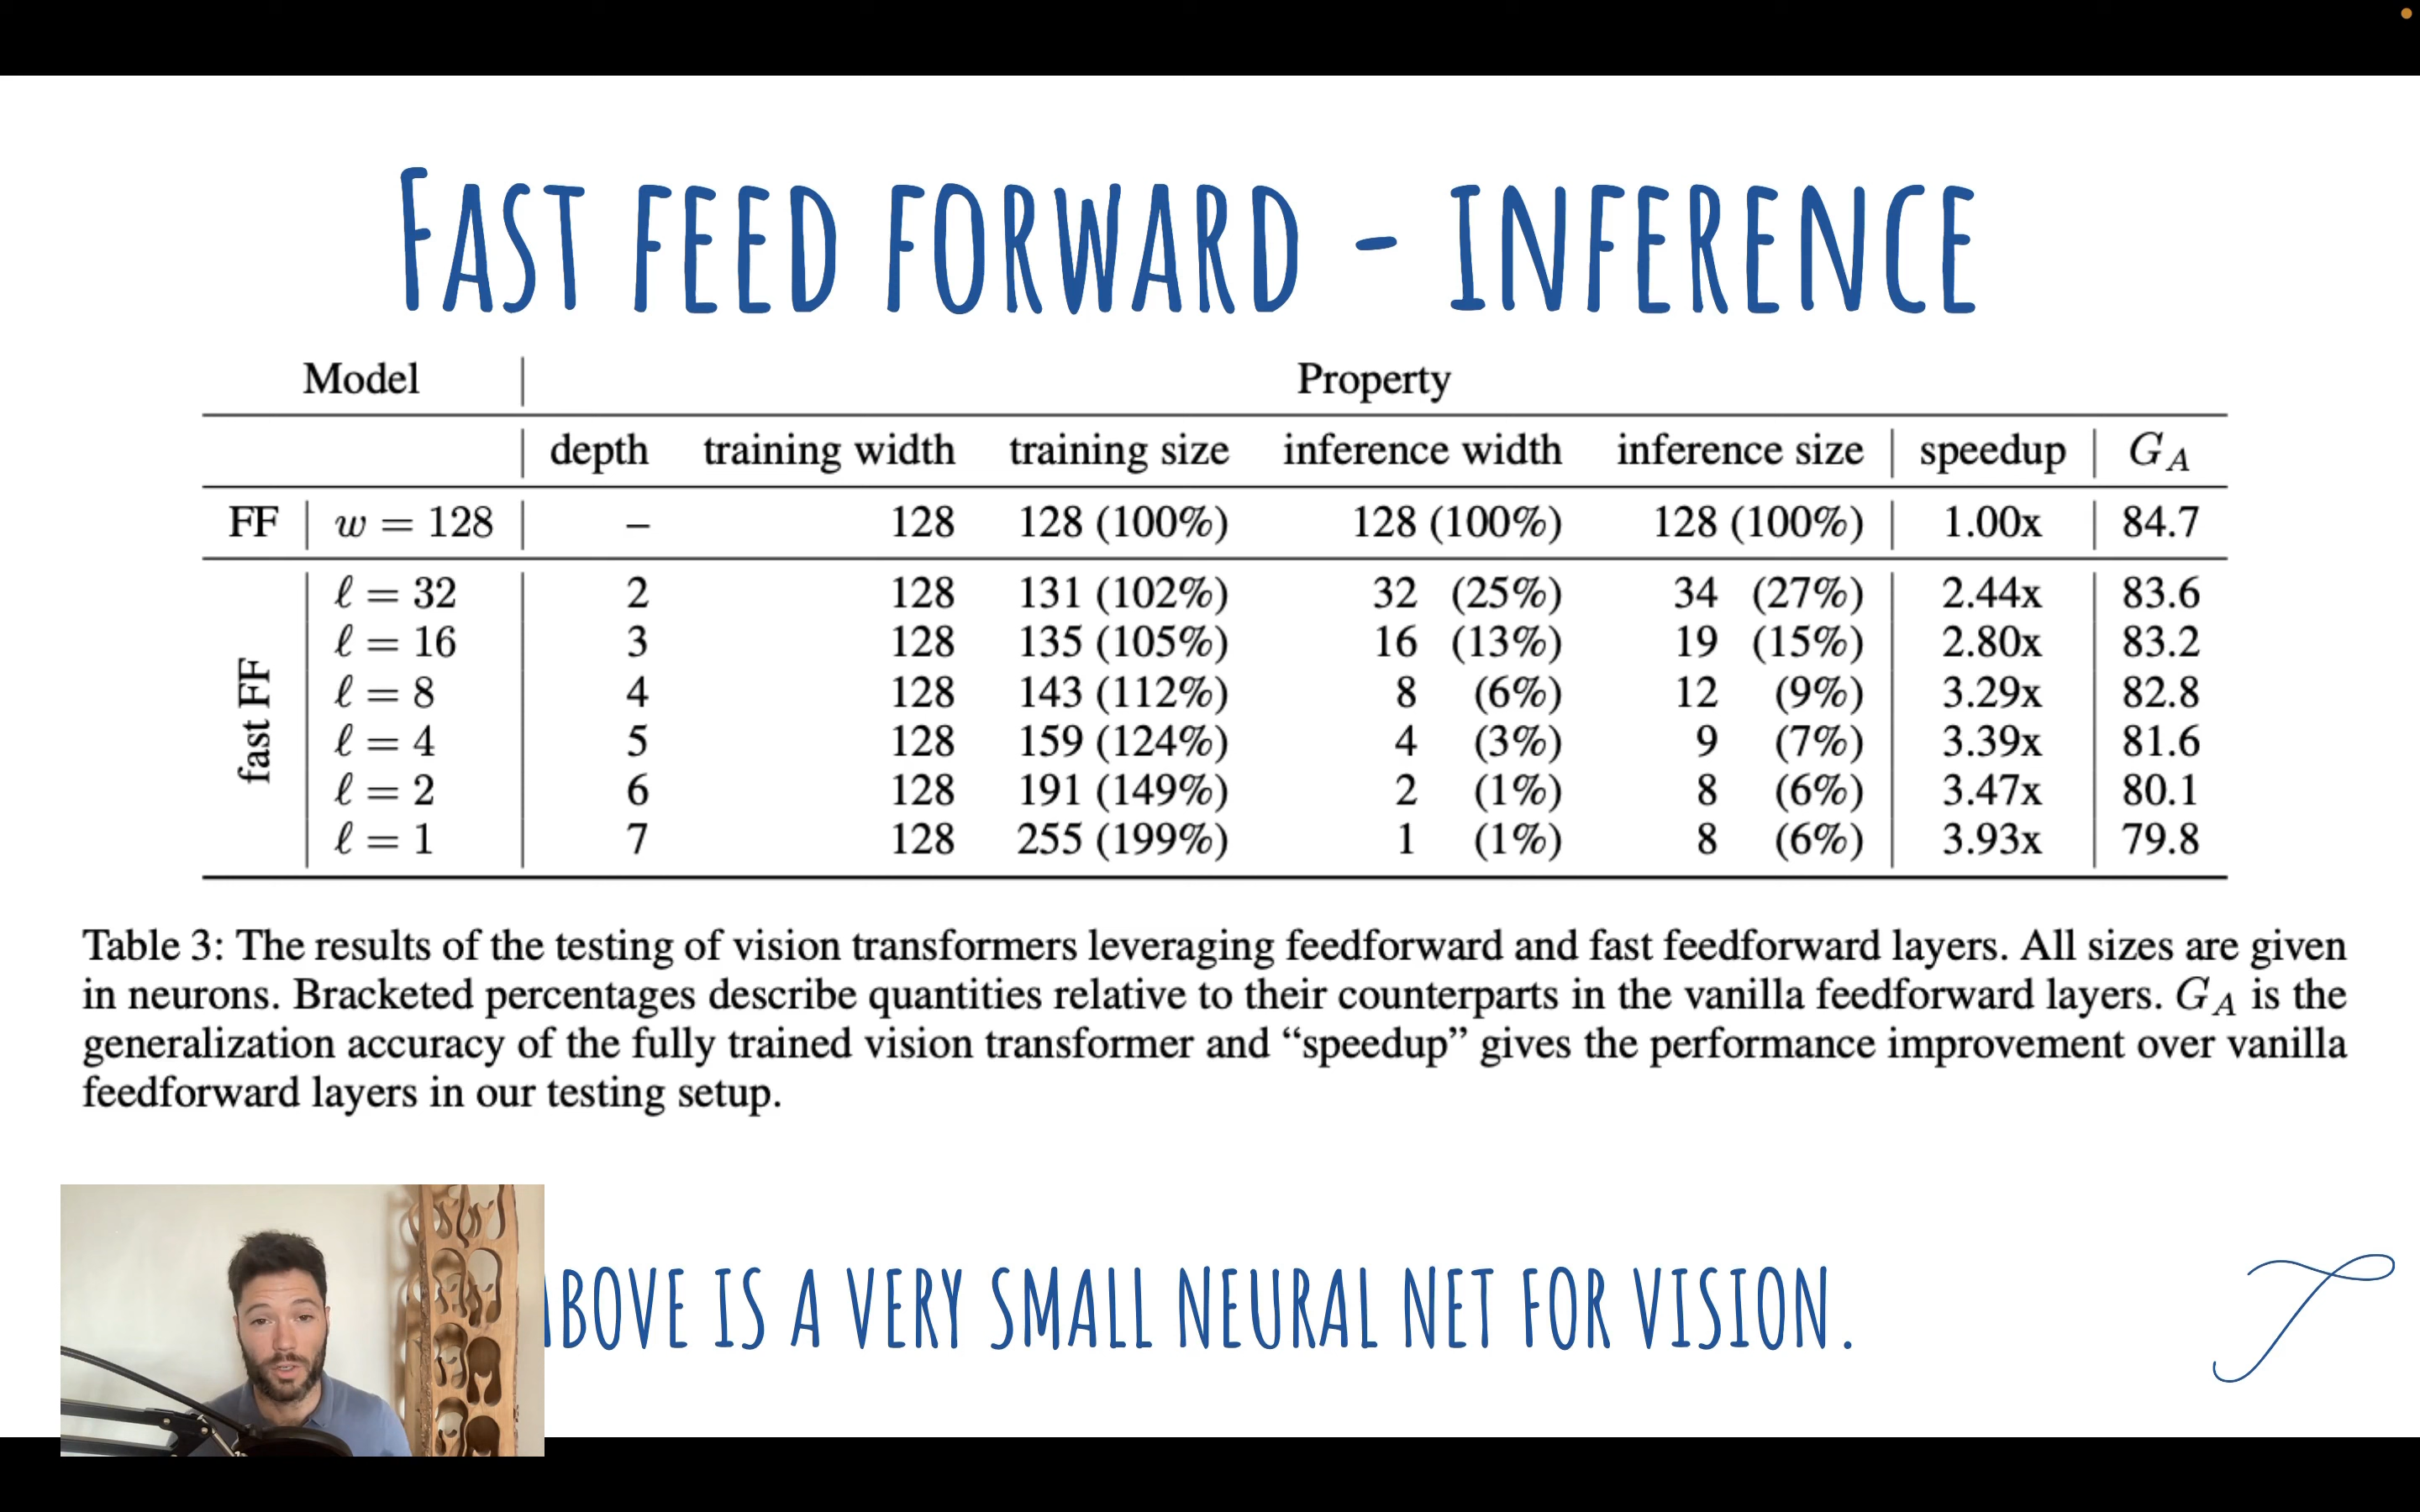 FAST FEED FORWARD - INFERENCE
Model Property
depth training width training size inference width inference size speedup G_A
FF w = 128 – 128 128 (100%) 128 (100%) 128 (100%) 1.00x 84.7
fast FF
ℓ = 32 2 128 131 (102%) 32 (25%) 34 (27%) 2.44x 83.6
ℓ = 16 3 128 135 (105%) 16 (13%) 19 (15%) 2.80x 83.2
ℓ = 8 4 128 143 (112%) 8 (6%) 12 (9%) 3.29x 82.8
ℓ = 4 5 128 159 (124%) 4 (3%) 9 (7%) 3.39x 81.6
ℓ = 2 6 128 191 (149%) 2 (1%) 8 (6%) 3.47x 80.1
ℓ = 1 7 128 255 (199%) 1 (1%) 8 (6%) 3.93x 79.8
Table 3: The results of the testing of vision transformers leveraging feedforward and fast feedforward layers. All sizes are given
in neurons. Bracketed percentages describe quantities relative to their counterparts in the vanilla feedforward layers. G_A is the
generalization accuracy of the fully trained vision transformer and “speedup” gives the performance improvement over vanilla
feedforward layers in our testing setup.
ABOVE IS A VERY SMALL NEURAL NET FOR VISION.